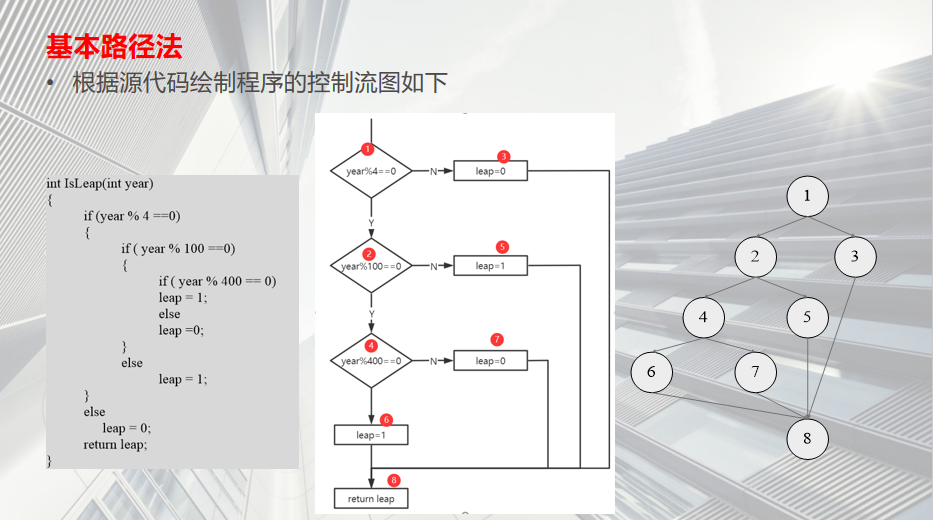 基本路径法
• 根据源代码绘制程序的控制流图如下
int IsLeap(int year)
{
if (year % 4 ==0)
{
if ( year % 100 ==0)
{
if ( year % 400 == 0)
leap = 1;
else
leap =0;
}
else
leap = 1;
}
else
leap = 0;
return leap;
}
1
year%4==0
N
3
leap=0
Y
2
year%100==0
N
5
leap=1
Y
4
year%400==0
N
7
leap=0
6
leap=1
8
return leap
1
2
3
4
5
6
7
8